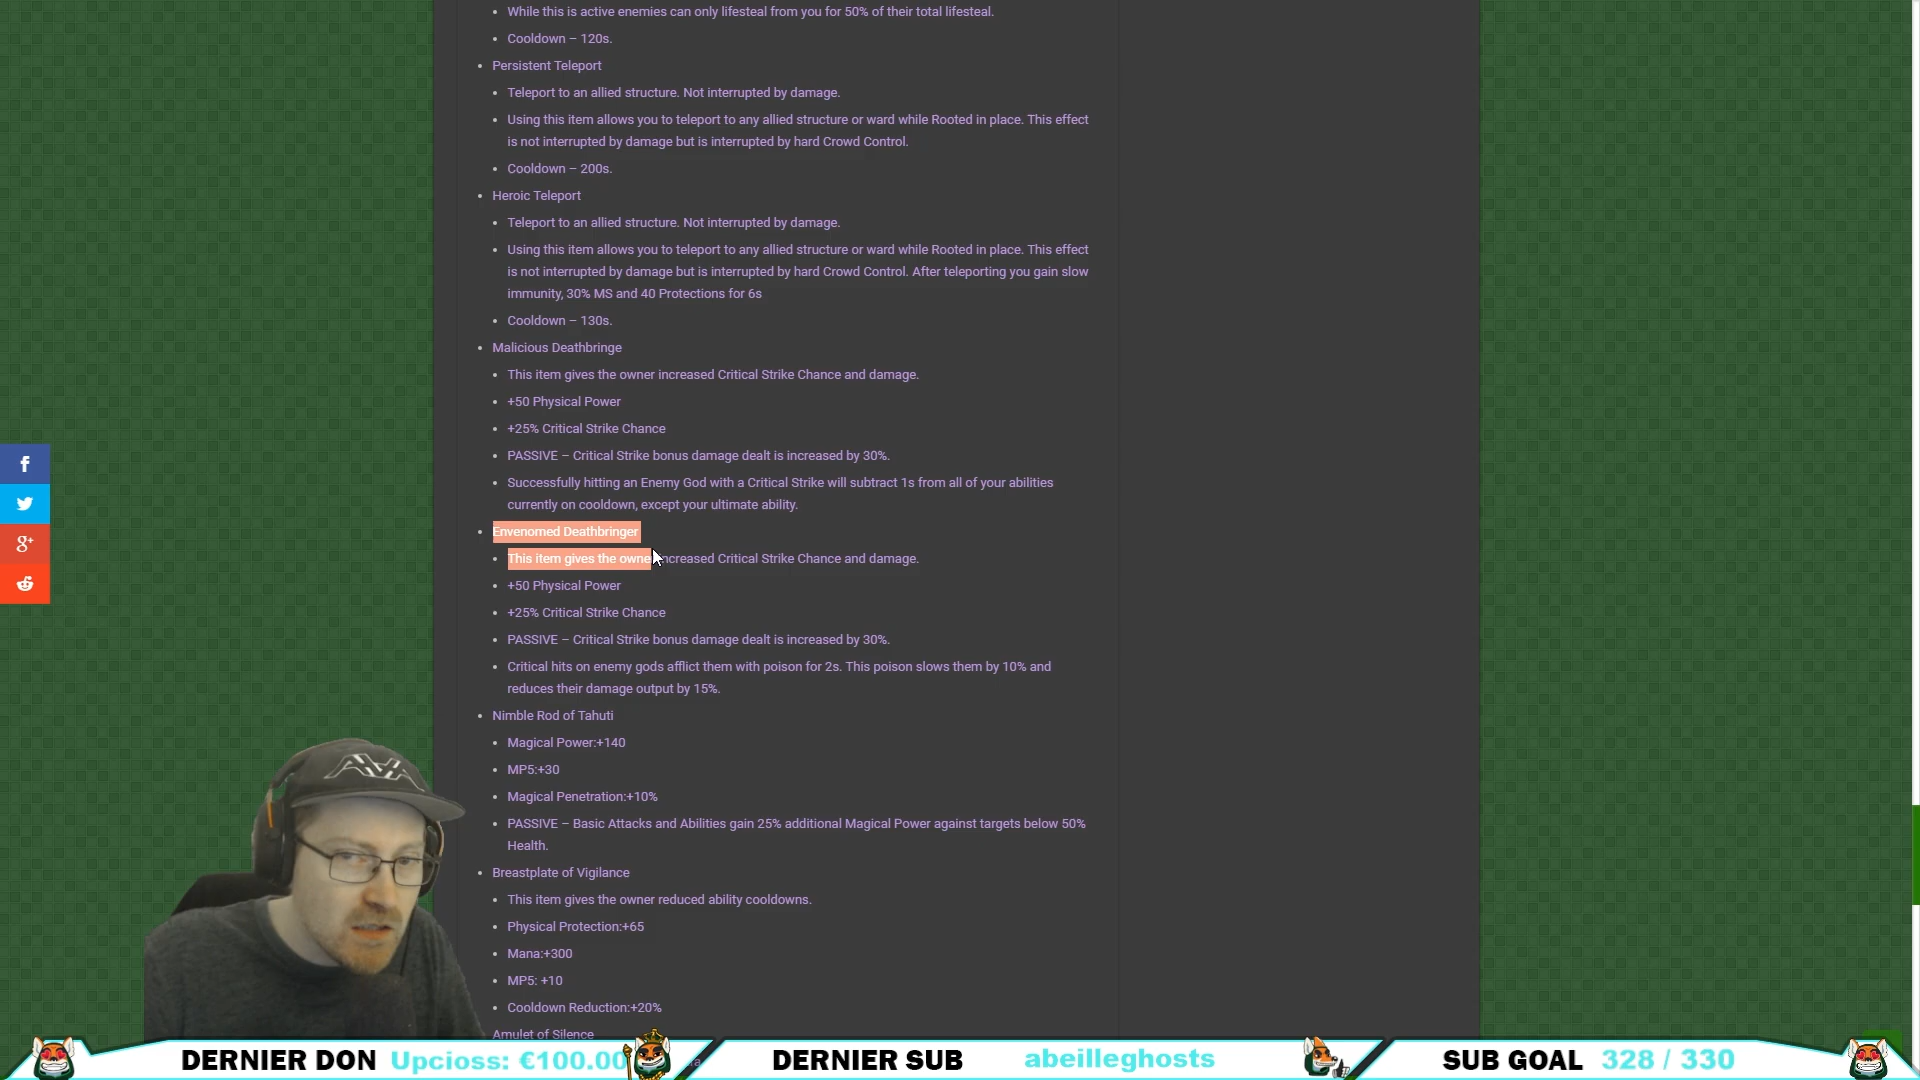 While this is active enemies can only lifesteal from you for 50% of their total lifesteal.
Cooldown – 120s.
Persistent Teleport
Teleport to an allied structure. Not interrupted by damage.
Using this item allows you to teleport to any allied structure or ward while Rooted in place. This effect
is not interrupted by damage but is interrupted by hard Crowd Control.
Cooldown – 200s.
Heroic Teleport
Teleport to an allied structure. Not interrupted by damage.
Using this item allows you to teleport to any allied structure or ward while Rooted in place. This effect
is not interrupted by damage but is interrupted by hard Crowd Control. After teleporting you gain slow
immunity, 30% MS and 40 Protections for 6s
Cooldown – 130s.
Malicious Deathbringe
This item gives the owner increased Critical Strike Chance and damage.
+50 Physical Power
+25% Critical Strike Chance
PASSIVE – Critical Strike bonus damage dealt is increased by 30%.
Successfully hitting an Enemy God with a Critical Strike will subtract 1s from all of your abilities
currently on cooldown, except your ultimate ability.
Envenomed Deathbringer
This item gives the owner increased Critical Strike Chance and damage.
+50 Physical Power
+25% Critical Strike Chance
PASSIVE – Critical Strike bonus damage dealt is increased by 30%.
Critical hits on enemy gods afflict them with poison for 2s. This poison slows them by 10% and
reduces their damage output by 15%.
Nimble Rod of Tahuti
Magical Power:+140
MP5:+30
Magical Penetration:+10%
PASSIVE – Basic Attacks and Abilities gain 25% additional Magical Power against targets below 50%
Health.
Breastplate of Vigilance
This item gives the owner reduced ability cooldowns.
Physical Protection:+65
Mana:+300
MP5: +10
Cooldown Reduction:+20%
Amulet of Silence
DERNIER DON Upcioss: €100.00
DERNIER SUB abeilleghosts
SUB GOAL 328 / 330